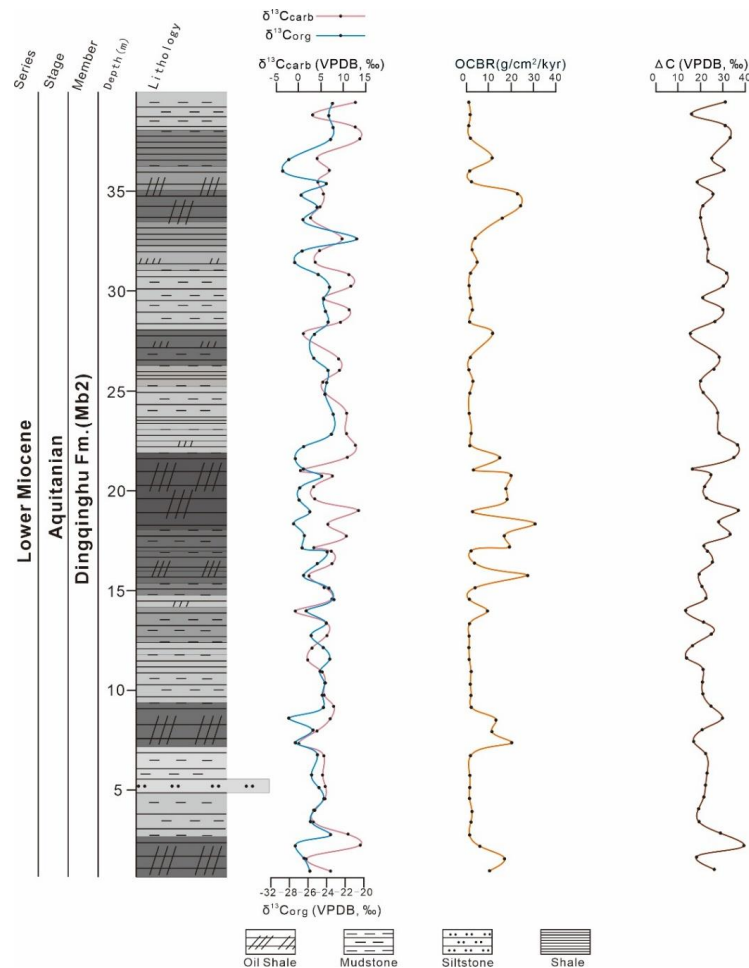 δ¹³Ccarb
δ¹³Corg
Series
Stage
Member
Depth(m)
Lithology
δ¹³Ccarb (VPDB, ‰)
-5 0 5 10 15
OCBR(g/cm²/kyr)
0 10 20 30 40
ΔC (VPDB, ‰)
0 10 20 30 40
Lower Miocene
Aquitanian
Dingqinghu Fm.(Mb2)
35
30
25
20
15
10
5
-32 -28 -26 -24 -22 -20
δ¹³Corg (VPDB, ‰)
Oil Shale
Mudstone
Siltstone
Shale